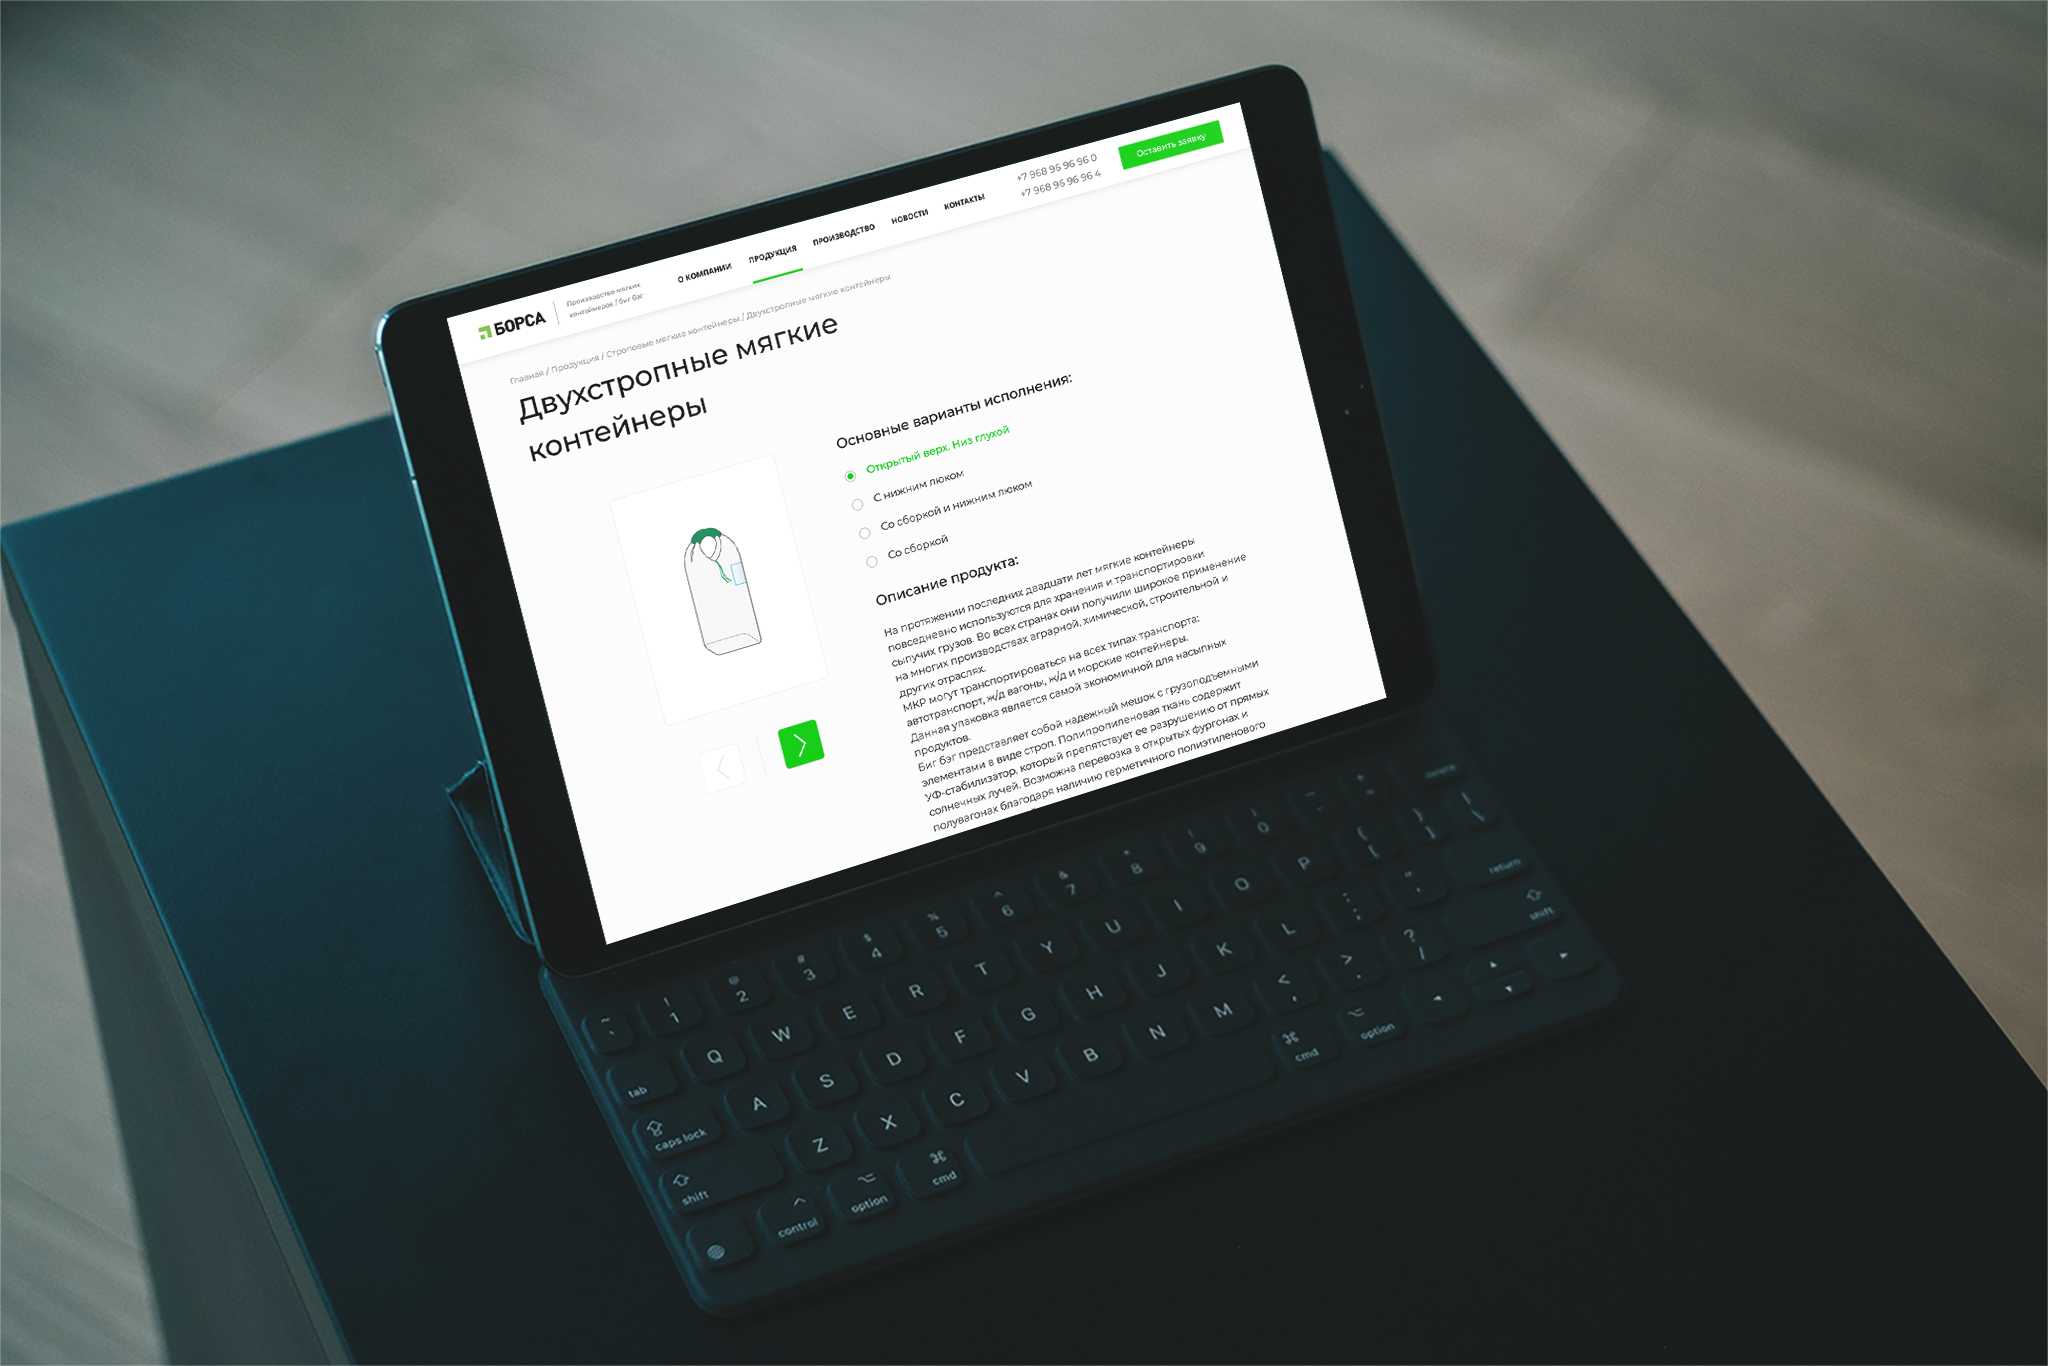 БОРСА
Производство мягких
контейнеров / биг бэг
О КОМПАНИИ
ПРОДУКЦИЯ
ПРОИЗВОДСТВО
НОВОСТИ
КОНТАКТЫ
+7 968 96 96 96 0
+7 968 96 96 96 4
Оставить заявку
Главная / Продукция / Строповые мягкие контейнеры / Двухстропные мягкие контейнеры
Двухстропные мягкие
контейнеры
Основные варианты исполнения:
Открытый верх. Низ глухой
С нижним люком
Со сборкой и нижним люком
Со сборкой
Описание продукта:
На протяжении последних двадцати лет мягкие контейнеры
повседневно используются для хранения и транспортировки
сыпучих грузов. Во всех странах они получили широкое применение
на многих производствах аграрной, химической, строительной и
других отраслях.
МКР могут транспортироваться на всех типах транспорта:
автотранспорт, ж/д вагоны, ж/д и морские контейнеры.
Данная упаковка является самой экономичной для насыпных
продуктов.
Биг бэг представляет собой надежный мешок с грузоподъемными
элементами в виде строп. Полипропиленовая ткань содержит
УФ-стабилизатор, который препятствует ее разрушению от прямых
солнечных лучей. Возможна перевозка в открытых фургонах и
полувагонах благодаря наличию герметичного полиэтиленового
~ ! @ # $ % ^ & * ( ) _ +
` 1 2 3 4 5 6 7 8 9 0 - = delete
tab Q W E R T Y U I O P { [ } ] | \
caps lock A S D F G H J K L : ; " ' return
shift Z X C V B N M < , > . ? / shift
control option cmd cmd option